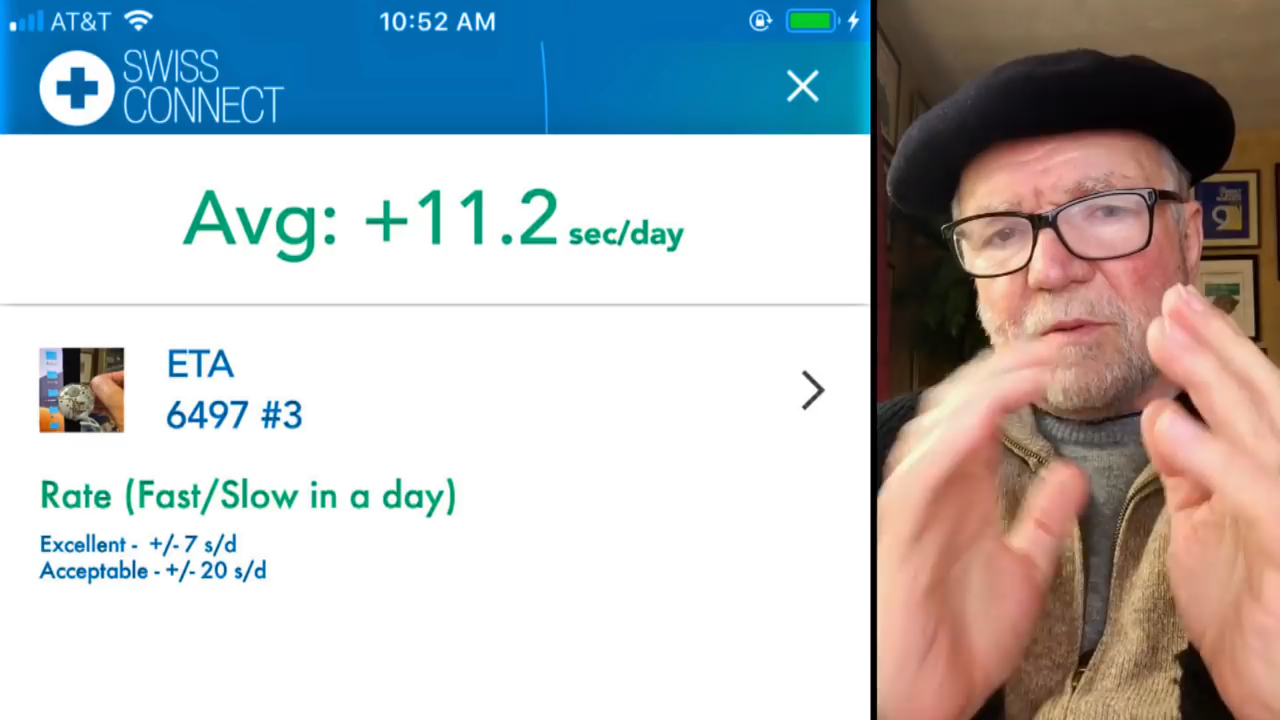 AT&T
10:52 AM
SWISS
CONNECT
Avg: +11.2 sec/day
ETA
6497 #3
Rate (Fast/Slow in a day)
Excellent - +/- 7 s/d
Acceptable - +/- 20 s/d